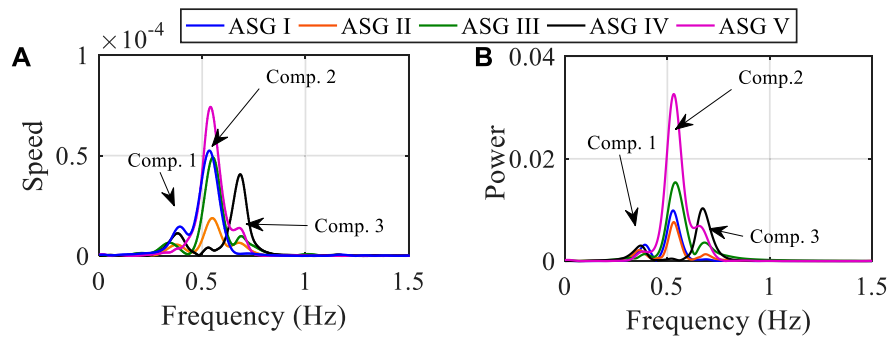 ASG I ASG II ASG III ASG IV ASG V
A
×10-4
1
0.5
0
Speed
Comp. 1
Comp. 2
Comp. 3
0 0.5 1 1.5
Frequency (Hz)
B
0.04
0.02
0
Power
Comp. 1
Comp.2
Comp. 3
0 0.5 1 1.5
Frequency (Hz)